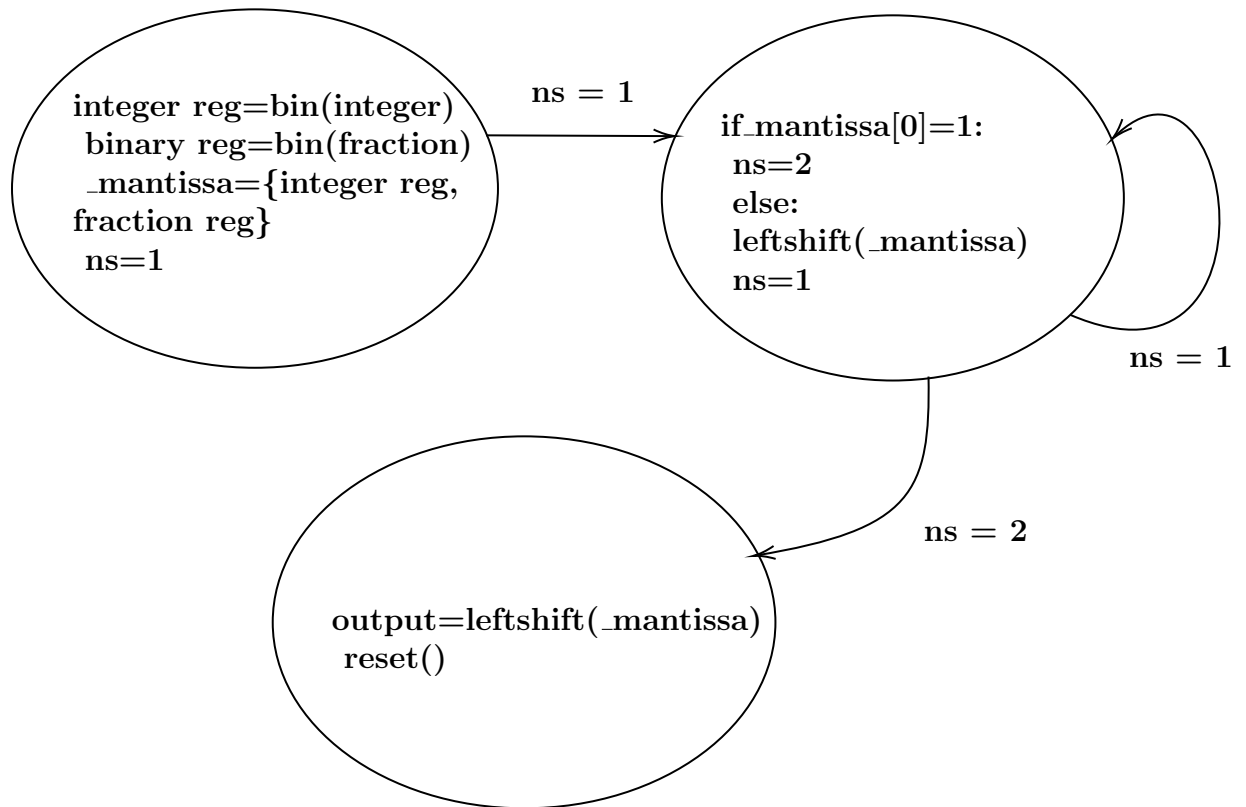 integer reg=bin(integer)
binary reg=bin(fraction)
_mantissa={integer reg,
fraction reg}
ns=1
ns = 1
if_mantissa[0]=1:
ns=2
else:
leftshift(_mantissa)
ns=1
ns = 1
ns = 2
output=leftshift(_mantissa)
reset()